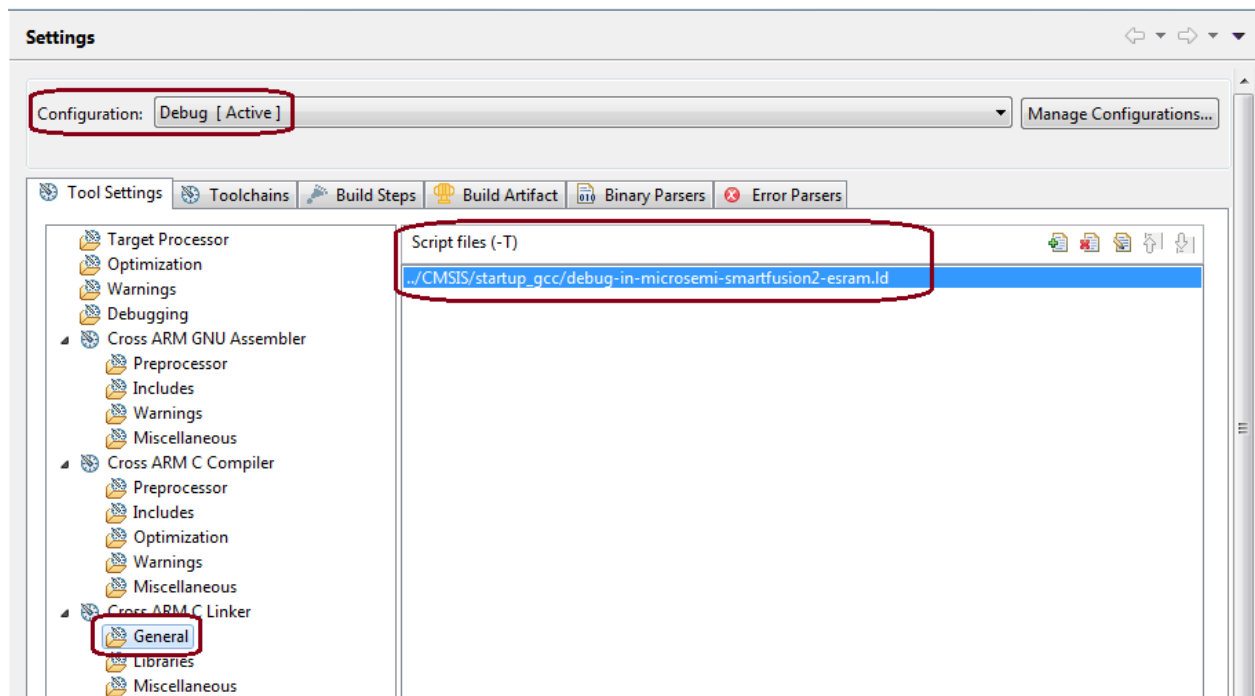 Settings
Configuration: Debug [ Active ] Manage Configurations...
Tool Settings Toolchains Build Steps Build Artifact Binary Parsers Error Parsers
Target Processor
Optimization
Warnings
Debugging
Cross ARM GNU Assembler
Preprocessor
Includes
Warnings
Miscellaneous
Cross ARM C Compiler
Preprocessor
Includes
Optimization
Warnings
Miscellaneous
Cross ARM C Linker
General
Libraries
Miscellaneous
Script files (-T)
../CMSIS/startup_gcc/debug-in-microsemi-smartfusion2-esram.ld